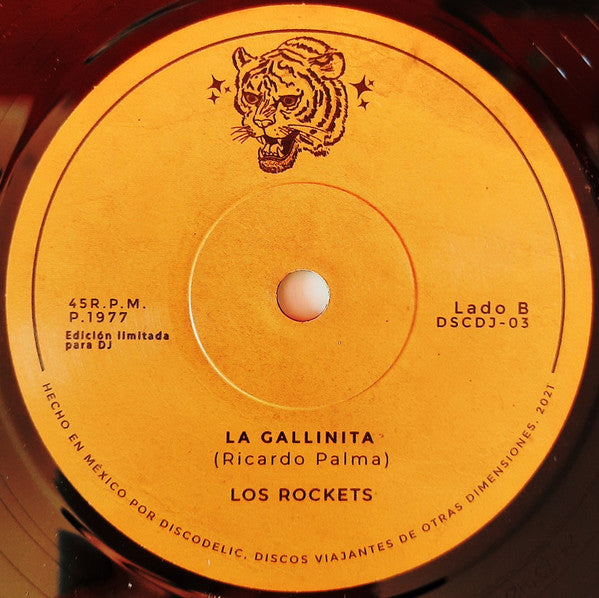 45R.P.M.
P.1977
Edición limitada
para DJ
Lado B
DSCDJ-03
LA GALLINITA
(Ricardo Palma)
LOS ROCKETS
HECHO EN MÉXICO POR DISCODELIC, DISCOS VIAJANTES DE OTRAS DIMENSIONES, 2021